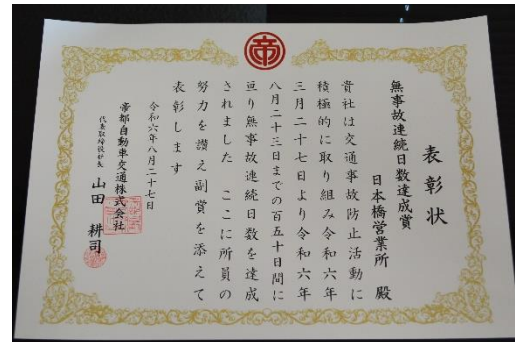 帝
表彰状
無事故連続日数達成賞
日本橋営業所 殿
貴社は交通事故防止活動に
積極的に取り組み令和六年
三月二十七日より令和六年
八月二十三日までの百五十日間に
亘り無事故連続日数を達成
されました ここに所員の
努力を讃え副賞を添えて
表彰します
令和六年八月二十七日
帝都自動車交通株式会社
代表取締役社長 山田 耕司